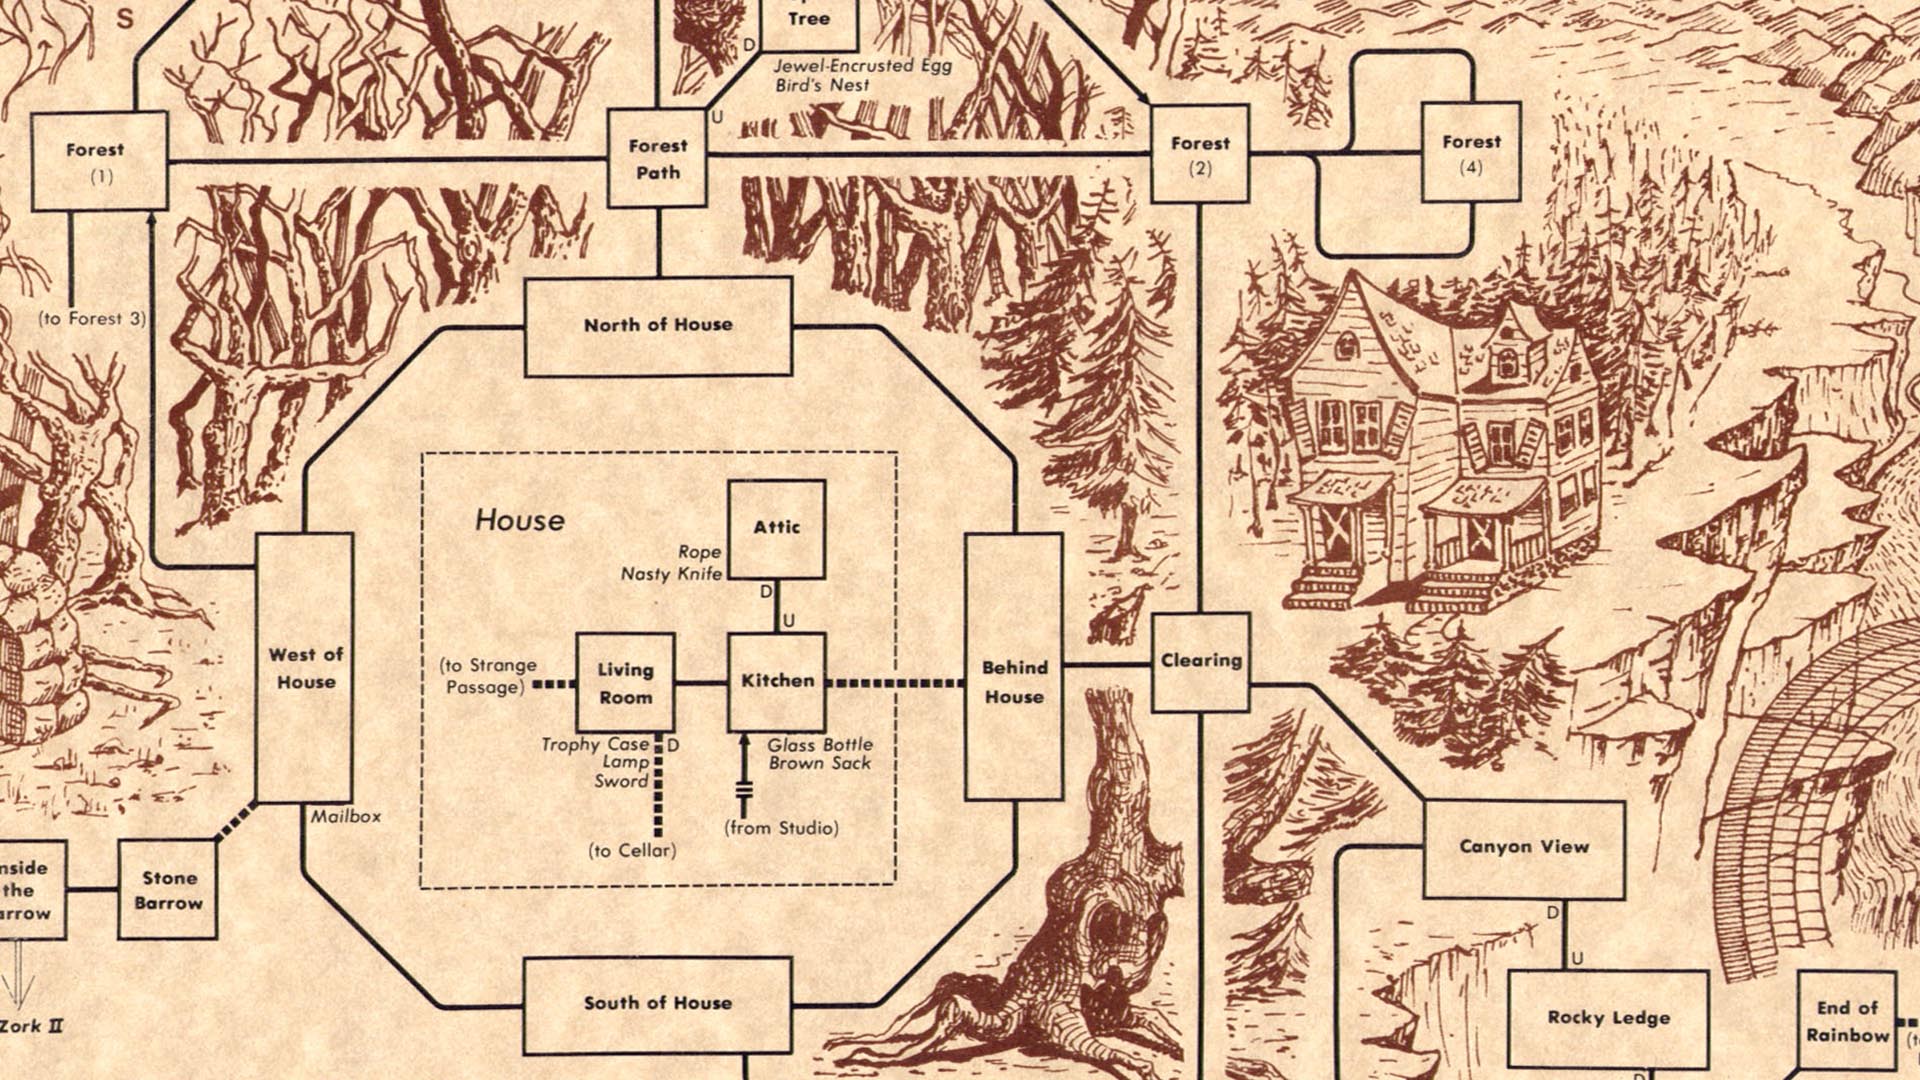 S
Tree
D
Jewel-Encrusted Egg
Bird's Nest
U
Forest
(1)
Forest
Path
Forest
(2)
Forest
(4)
(to Forest 3)
North of House
House
Attic
Rope
Nasty Knife
D
U
West of
House
(to Strange
Passage)
Living
Room
Kitchen
Behind
House
Clearing
Trophy Case
Lamp
Sword
D
Glass Bottle
Brown Sack
(from Studio)
(to Cellar)
Mailbox
Canyon View
nside
the
arrow
Stone
Barrow
D
U
South of House
Rocky Ledge
End of
Rainbow
Zork II
D